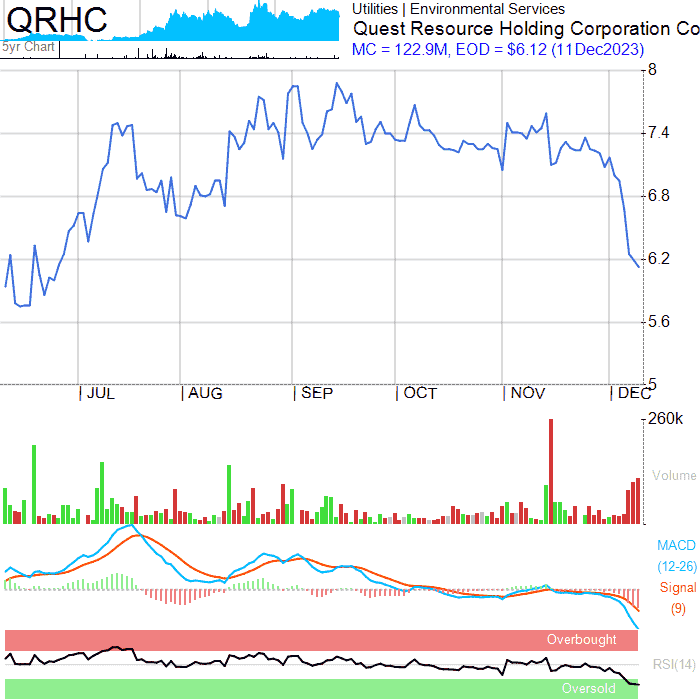 QRHC
5yr Chart
Utilities | Environmental Services
Quest Resource Holding Corporation Co
MC = 122.9M, EOD = $6.12 (11Dec2023)
8
7.4
6.8
6.2
5.6
5
JUL
AUG
SEP
OCT
NOV
DEC
260k
Volume
MACD
(12-26)
Signal
(9)
Overbought
RSI(14)
Oversold